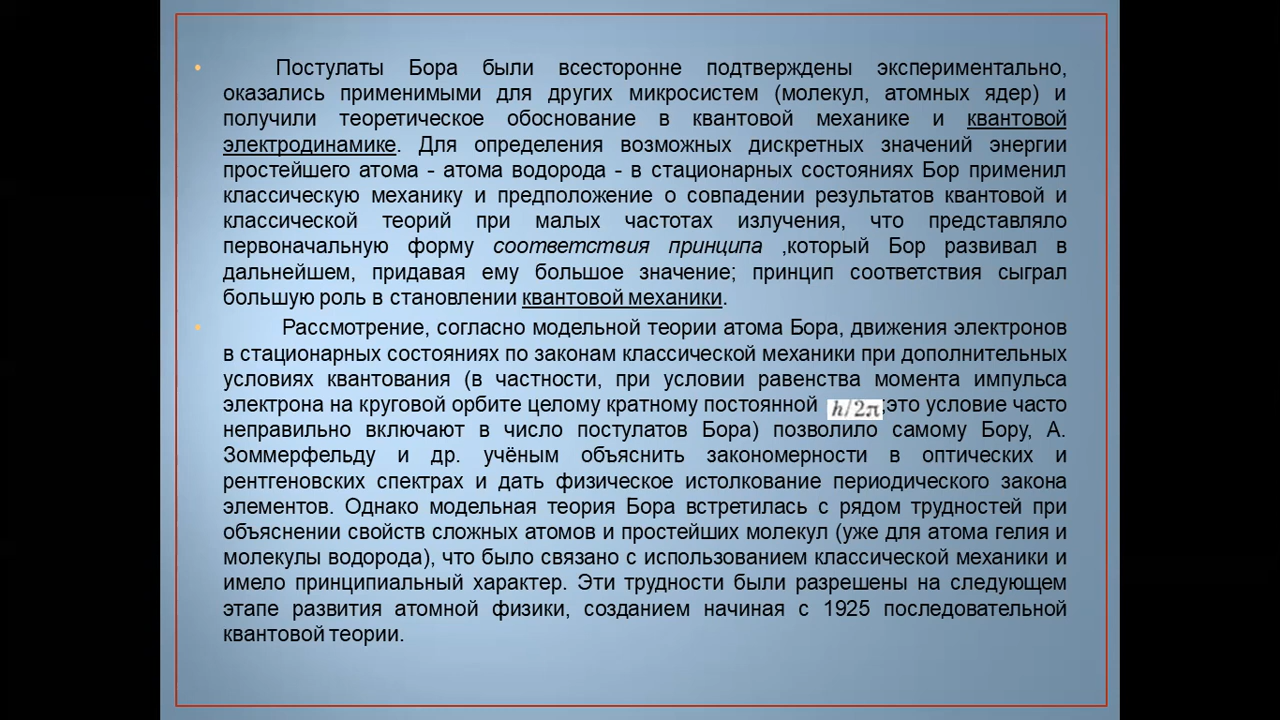 • Постулаты Бора были всесторонне подтверждены экспериментально,
оказались применимыми для других микросистем (молекул, атомных ядер) и
получили теоретическое обоснование в квантовой механике и квантовой
электродинамике. Для определения возможных дискретных значений энергии
простейшего атома - атома водорода - в стационарных состояниях Бор применил
классическую механику и предположение о совпадении результатов квантовой и
классической теорий при малых частотах излучения, что представляло
первоначальную форму соответствия принципа ,который Бор развивал в
дальнейшем, придавая ему большое значение; принцип соответствия сыграл
большую роль в становлении квантовой механики.
• Рассмотрение, согласно модельной теории атома Бора, движения электронов
в стационарных состояниях по законам классической механики при дополнительных
условиях квантования (в частности, при условии равенства момента импульса
электрона на круговой орбите целому кратному постоянной h/2π ;это условие часто
неправильно включают в число постулатов Бора) позволило самому Бору, А.
Зоммерфельду и др. учёным объяснить закономерности в оптических и
рентгеновских спектрах и дать физическое истолкование периодического закона
элементов. Однако модельная теория Бора встретилась с рядом трудностей при
объяснении свойств сложных атомов и простейших молекул (уже для атома гелия и
молекулы водорода), что было связано с использованием классической механики и
имело принципиальный характер. Эти трудности были разрешены на следующем
этапе развития атомной физики, созданием начиная с 1925 последовательной
квантовой теории.